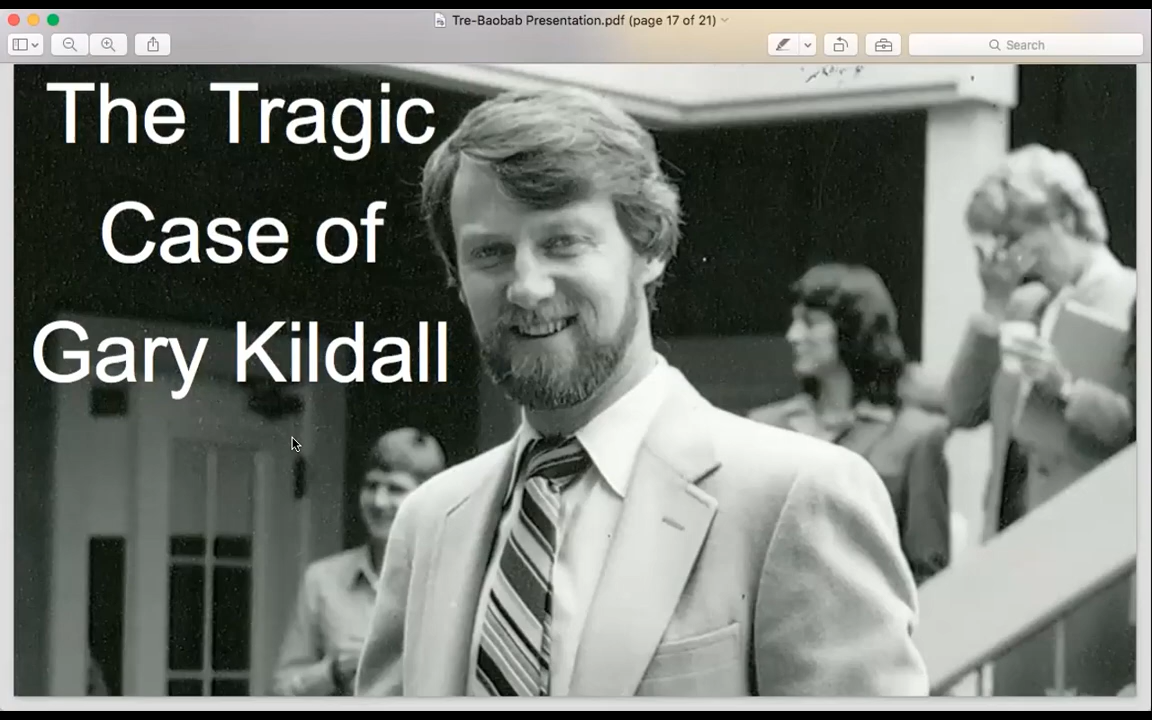 Tre-Baobab Presentation.pdf (page 17 of 21)
Search
The Tragic
Case of
Gary Kildall